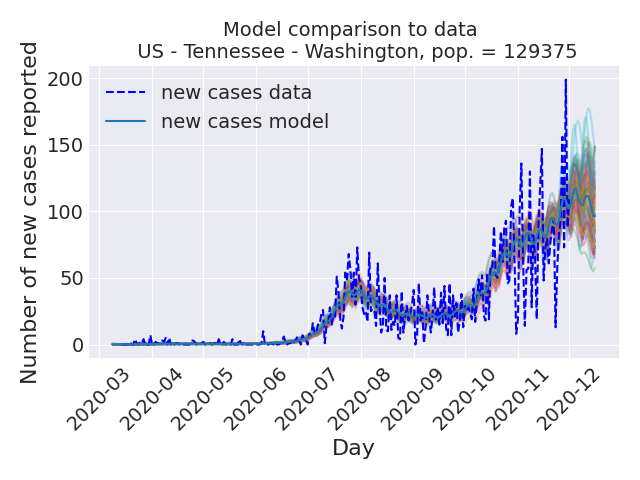 Model comparison to data
US - Tennessee - Washington, pop. = 129375
Number of new cases reported
200
150
100
50
0
new cases data
new cases model
2020-03
2020-04
2020-05
2020-06
2020-07
2020-08
2020-09
2020-10
2020-11
2020-12
Day